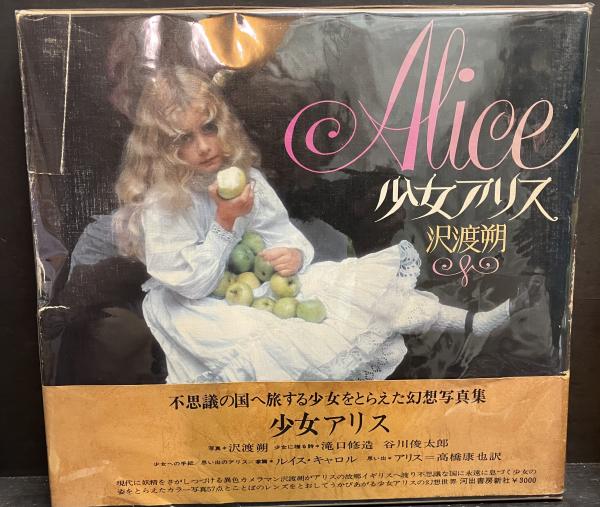 Alice
少女アリス
沢渡朔
不思議の国へ旅する少女をとらえた幻想写真集
少女アリス
写真＊沢渡朔 少女に贈る詩＊滝口修造 谷川俊太郎
少女への手紙／思い出のアリス＝章篇＊ルイス・キャロル 思い出＊アリス＝高橋康也訳
現代に妖精をさがしつづける異色カメラマン沢渡朔がアリスの故郷イギリスへ渡り不思議な国に永遠に息づく少女の
姿をとらえたカラー写真57点とことばのレンズをとおしてうかびあがる少女アリスの幻想世界 河出書房新社¥3000